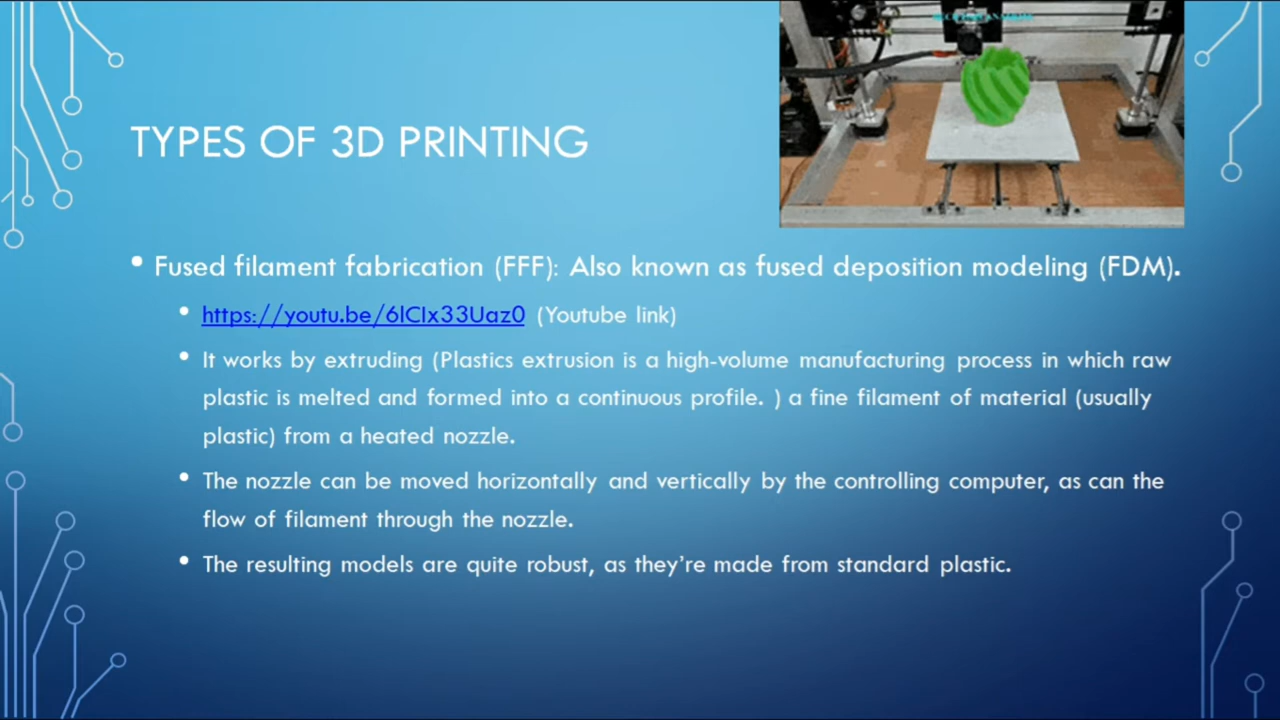 TYPES OF 3D PRINTING
• Fused filament fabrication (FFF): Also known as fused deposition modeling (FDM).
• https://youtu.be/6lCIx33Uaz0 (Youtube link)
• It works by extruding (Plastics extrusion is a high-volume manufacturing process in which raw
plastic is melted and formed into a continuous profile. ) a fine filament of material (usually
plastic) from a heated nozzle.
• The nozzle can be moved horizontally and vertically by the controlling computer, as can the
flow of filament through the nozzle.
• The resulting models are quite robust, as they're made from standard plastic.